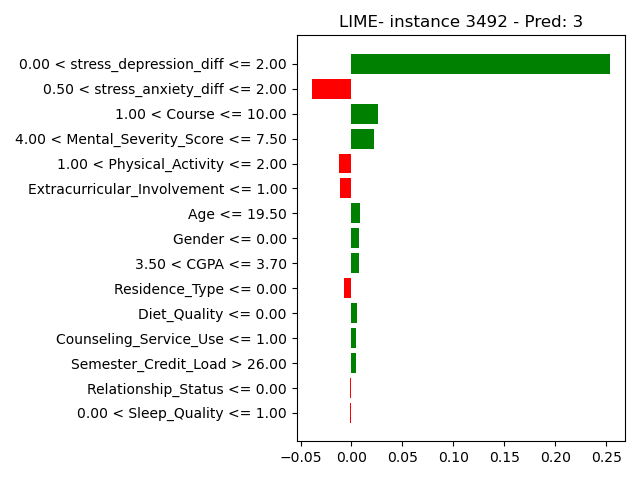 LIME- instance 3492 - Pred: 3
0.00 < stress_depression_diff <= 2.00
0.50 < stress_anxiety_diff <= 2.00
1.00 < Course <= 10.00
4.00 < Mental_Severity_Score <= 7.50
1.00 < Physical_Activity <= 2.00
Extracurricular_Involvement <= 1.00
Age <= 19.50
Gender <= 0.00
3.50 < CGPA <= 3.70
Residence_Type <= 0.00
Diet_Quality <= 0.00
Counseling_Service_Use <= 1.00
Semester_Credit_Load > 26.00
Relationship_Status <= 0.00
0.00 < Sleep_Quality <= 1.00
−0.05 0.00 0.05 0.10 0.15 0.20 0.25